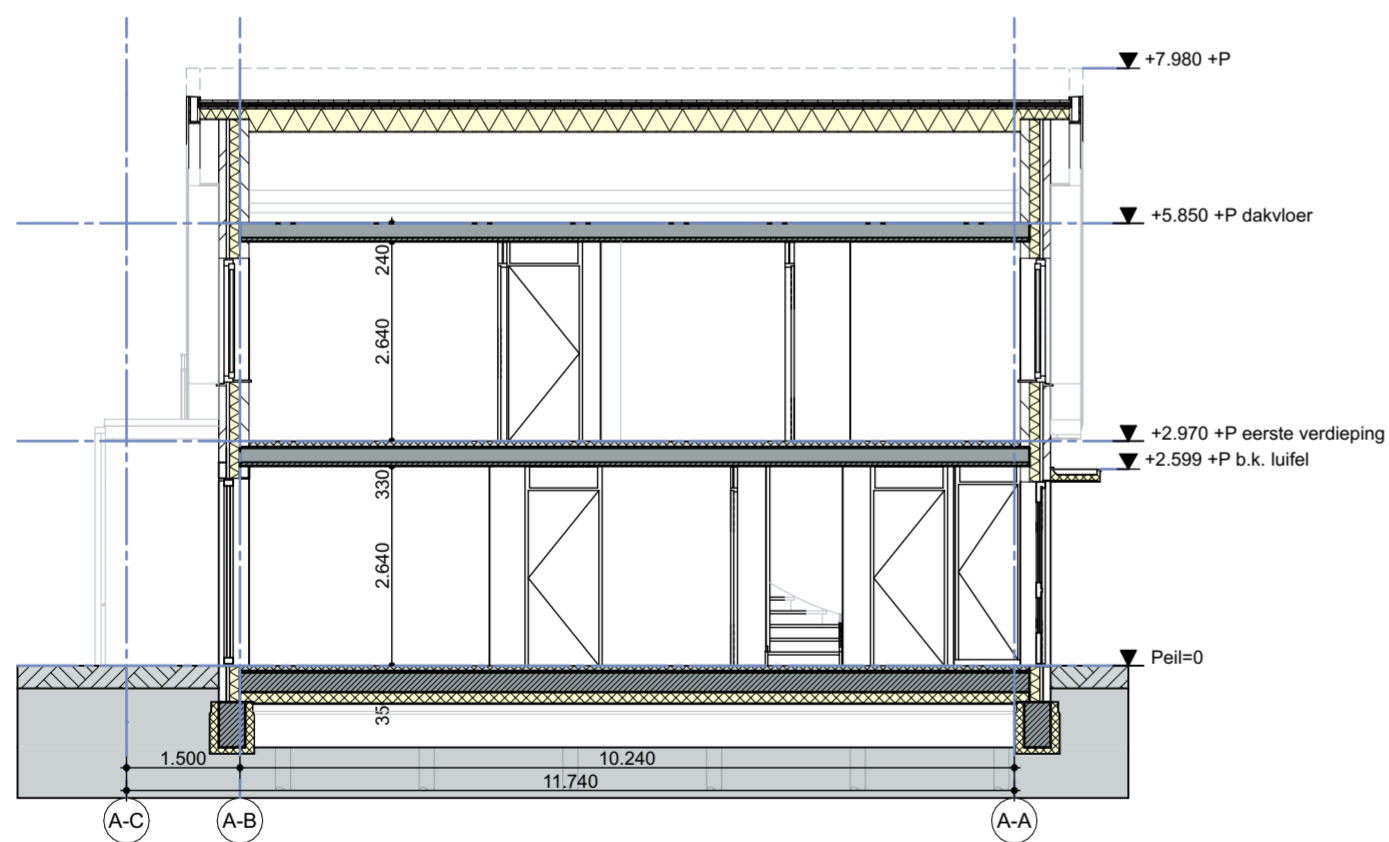 +7.980 +P
+5.850 +P dakvloer
240
2.640
+2.970 +P eerste verdieping
+2.599 +P b.k. luifel
330
2.640
Peil=0
35
1.500
10.240
11.740
A-C
A-B
A-A